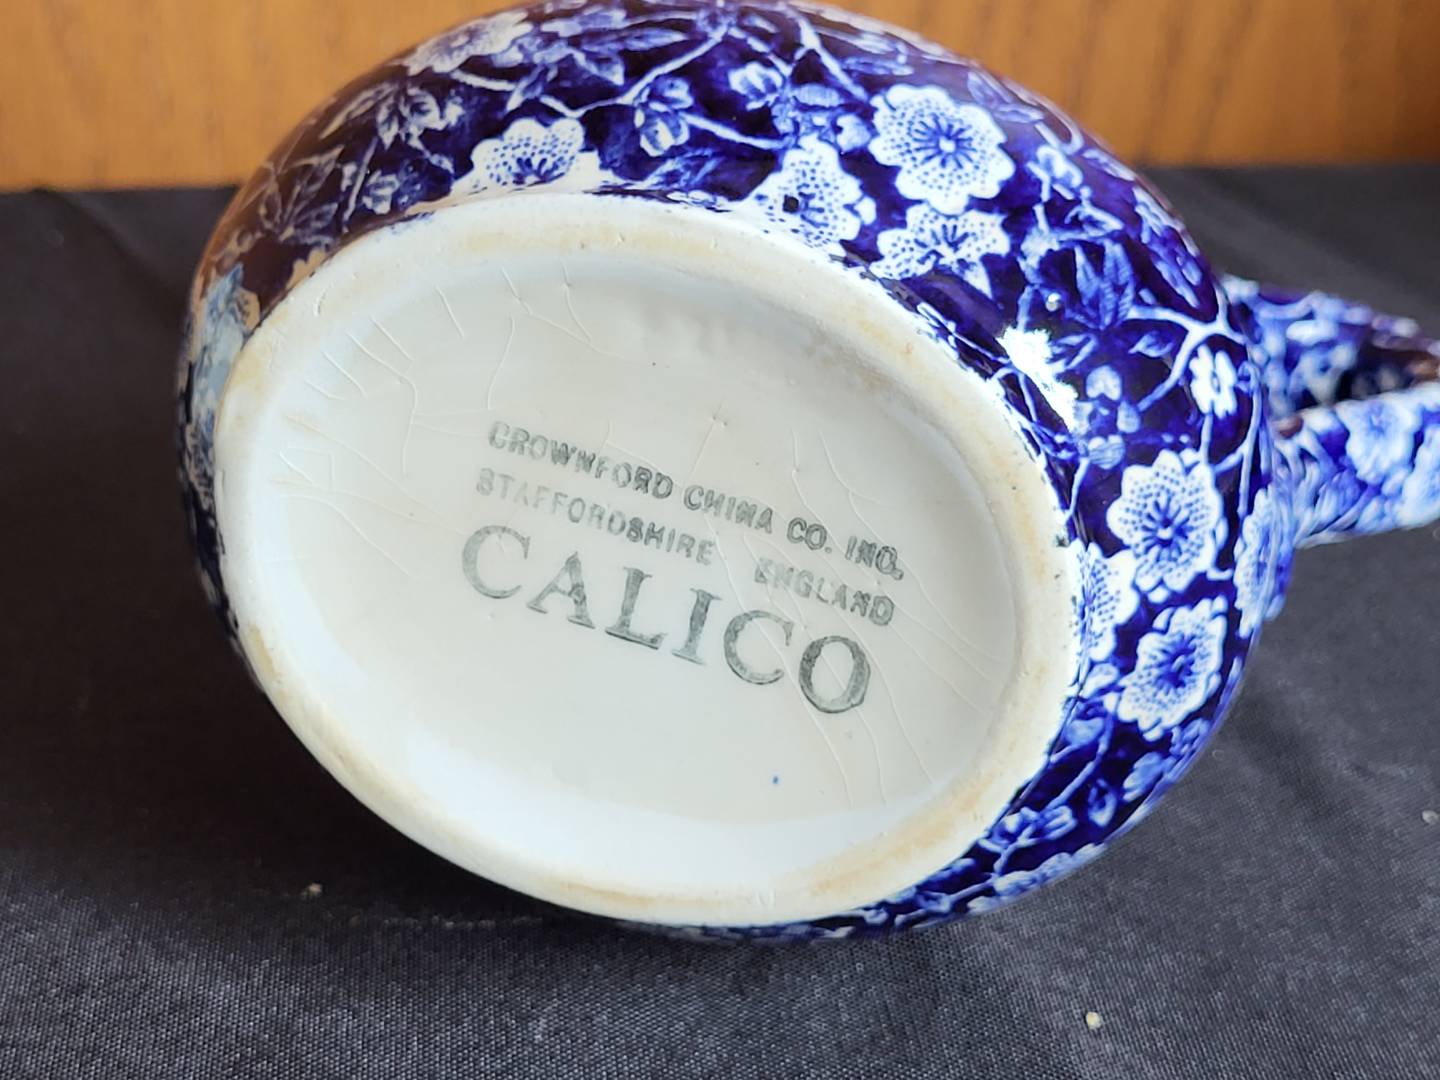 CROWNFORD CHINA CO. INC.
STAFFORDSHIRE ENGLAND
CALICO